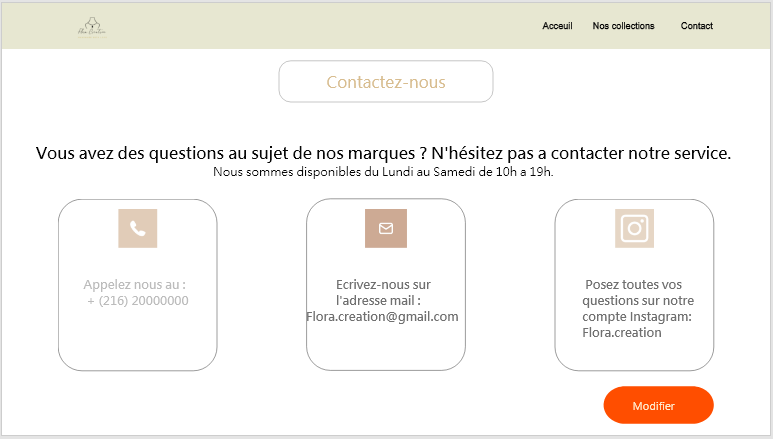 Acceuil Nos collections Contact
Contactez-nous
Vous avez des questions au sujet de nos marques ? N'hésitez pas a contacter notre service.
Nous sommes disponibles du Lundi au Samedi de 10h a 19h.
Appelez nous au :
+ (216) 20000000
Ecrivez-nous sur
l'adresse mail :
Flora.creation@gmail.com
Posez toutes vos
questions sur notre
compte Instagram:
Flora.creation
Modifier